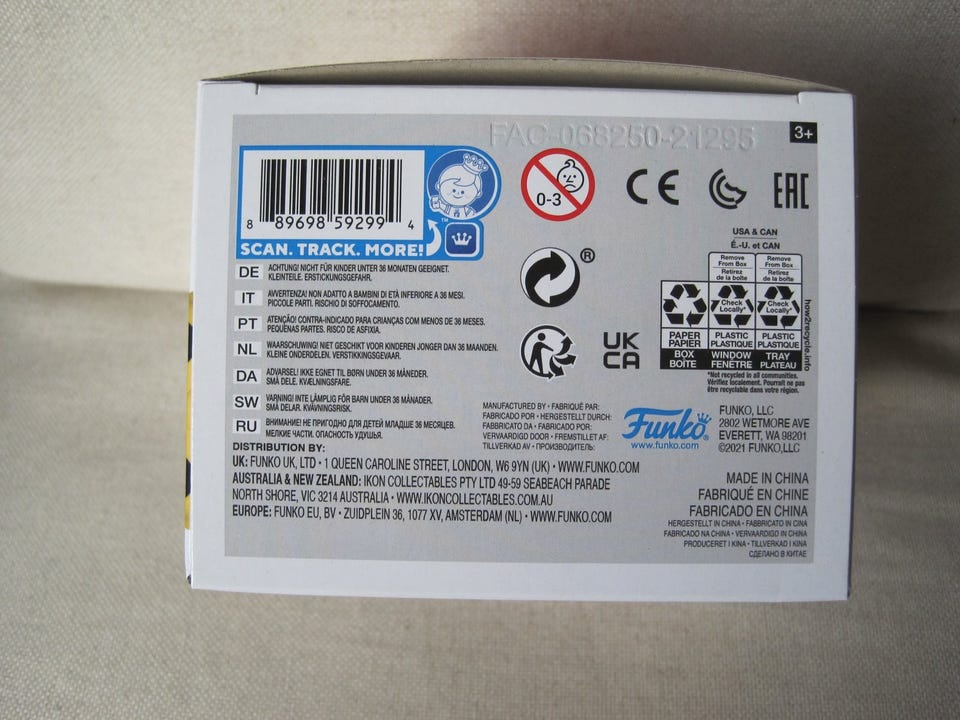 FAC-068250-21295
3+
8 89698 59299 4
™
SCAN. TRACK. MORE!
0-3
CE
EAC
®
UK
CA
USA & CAN
É.-U. et CAN
Remove
From Box
Retirez
de la boîte
Remove
From Box
Retirez
de la boîte
Check
Locally*
Check
Locally*
PAPER
PAPIER
PLASTIC
PLASTIQUE
PLASTIC
PLASTIQUE
BOX
BOÎTE
WINDOW
FENÊTRE
TRAY
PLATEAU
how2recycle.info
*Not recycled in all communities.
Vérifiez localement. Pourrait ne pas
être recyclable dans votre région.
DE ACHTUNG! NICHT FÜR KINDER UNTER 36 MONATEN GEEIGNET.
KLEINTEILE. ERSTICKUNGSGEFAHR.
IT AVVERTENZA! NON ADATTO A BAMBINI DI ETÀ INFERIORE A 36 MESI.
PICCOLE PARTI. RISCHIO DI SOFFOCAMENTO.
PT ATENÇÃO! CONTRA-INDICADO PARA CRIANÇAS COM MENOS DE 36 MESES.
PEQUENAS PARTES. RISCO DE ASFIXIA.
NL WAARSCHUWING! NIET GESCHIKT VOOR KINDEREN JONGER DAN 36 MAANDEN.
KLEINE ONDERDELEN. VERSTIKKINGSGEVAAR.
DA ADVARSEL! IKKE EGNET TIL BØRN UNDER 36 MÅNEDER.
SMÅ DELE. KVÆLNINGSFARE.
SW VARNING! INTE LÄMPLIG FÖR BARN UNDER 36 MÅNADER.
SMÅ DELAR. KVÄVNINGSRISK.
RU ВНИМАНИЕ! НЕ ПРИГОДНО ДЛЯ ДЕТЕЙ МЛАДШЕ 36 МЕСЯЦЕВ.
МЕЛКИЕ ЧАСТИ. ОПАСНОСТЬ УДУШЬЯ.
MANUFACTURED BY • FABRIQUÉ PAR:
FABRICADO POR • HERGESTELLT DURCH:
FABBRICATO DA • FABRICADO POR:
VERVAARDIGD DOOR • FREMSTILLET AF:
TILLVERKAD AV • ПРОИЗВОДИТЕЛЬ:
Funko®
www.funko.com
FUNKO, LLC
2802 WETMORE AVE
EVERETT, WA 98201
©2021 FUNKO,LLC
DISTRIBUTION BY:
UK: FUNKO UK, LTD • 1 QUEEN CAROLINE STREET, LONDON, W6 9YN (UK) • WWW.FUNKO.COM
AUSTRALIA & NEW ZEALAND: IKON COLLECTABLES PTY LTD 49-59 SEABEACH PARADE
NORTH SHORE, VIC 3214 AUSTRALIA • WWW.IKONCOLLECTABLES.COM.AU
EUROPE: FUNKO EU, BV • ZUIDPLEIN 36, 1077 XV, AMSTERDAM (NL) • WWW.FUNKO.COM
MADE IN CHINA
FABRIQUÉ EN CHINE
FABRICADO EN CHINA
HERGESTELLT IN CHINA • FABBRICATO IN CINA
FABRICADO NA CHINA • VERVAARDIGD IN CHINA
PRODUCERET I KINA • TILLVERKAD I KINA
СДЕЛАНО В КИТАЕ